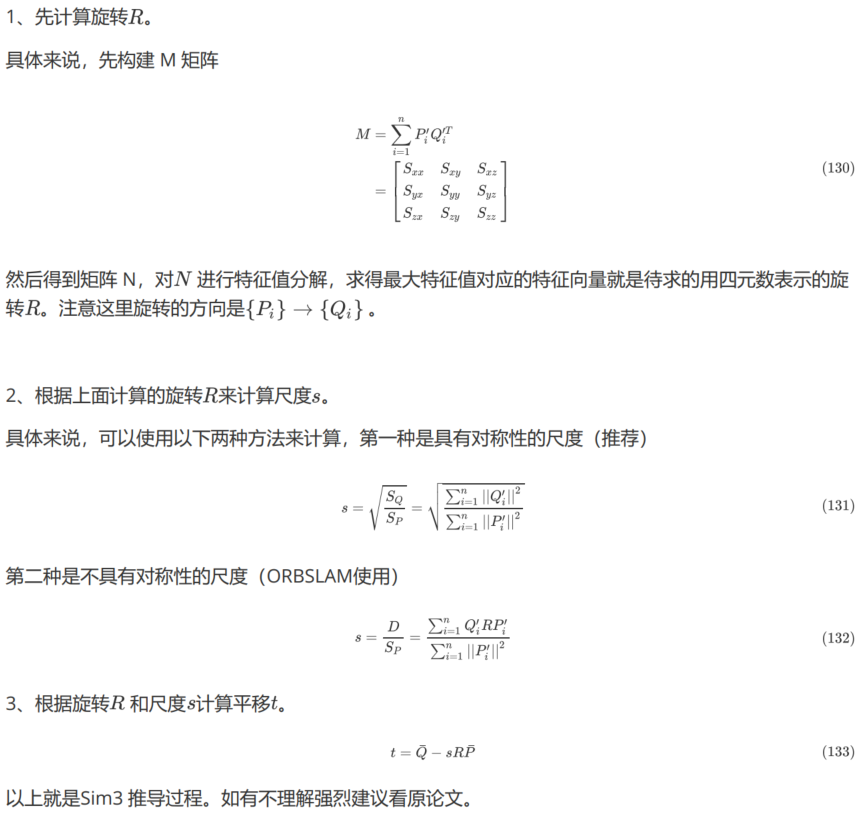 1、先计算旋转R。
具体来说，先构建 M 矩阵
M = \sum_{i=1}^{n} P_i' Q_i'^T (130)
= \begin{bmatrix} S_{xx} & S_{xy} & S_{xz} \\ S_{yx} & S_{yy} & S_{yz} \\ S_{zx} & S_{zy} & S_{zz} \end{bmatrix}
然后得到矩阵 N，对N 进行特征值分解，求得最大特征值对应的特征向量就是待求的用四元数表示的旋
转R。注意这里旋转的方向是{P_i} → {Q_i} 。
2、根据上面计算的旋转R来计算尺度s。
具体来说，可以使用以下两种方法来计算，第一种是具有对称性的尺度（推荐）
s = \sqrt{\frac{S_Q}{S_P}} = \sqrt{\frac{\sum_{i=1}^{n} ||Q_i'||^2}{\sum_{i=1}^{n} ||P_i'||^2}} (131)
第二种是不具有对称性的尺度（ORBSLAM使用）
s = \frac{D}{S_P} = \frac{\sum_{i=1}^{n} Q_i' R P_i'}{\sum_{i=1}^{n} ||P_i'||^2} (132)
3、根据旋转R 和尺度s计算平移t。
t = \bar{Q} - sR\bar{P} (133)
以上就是Sim3 推导过程。如有不理解强烈建议看原论文。